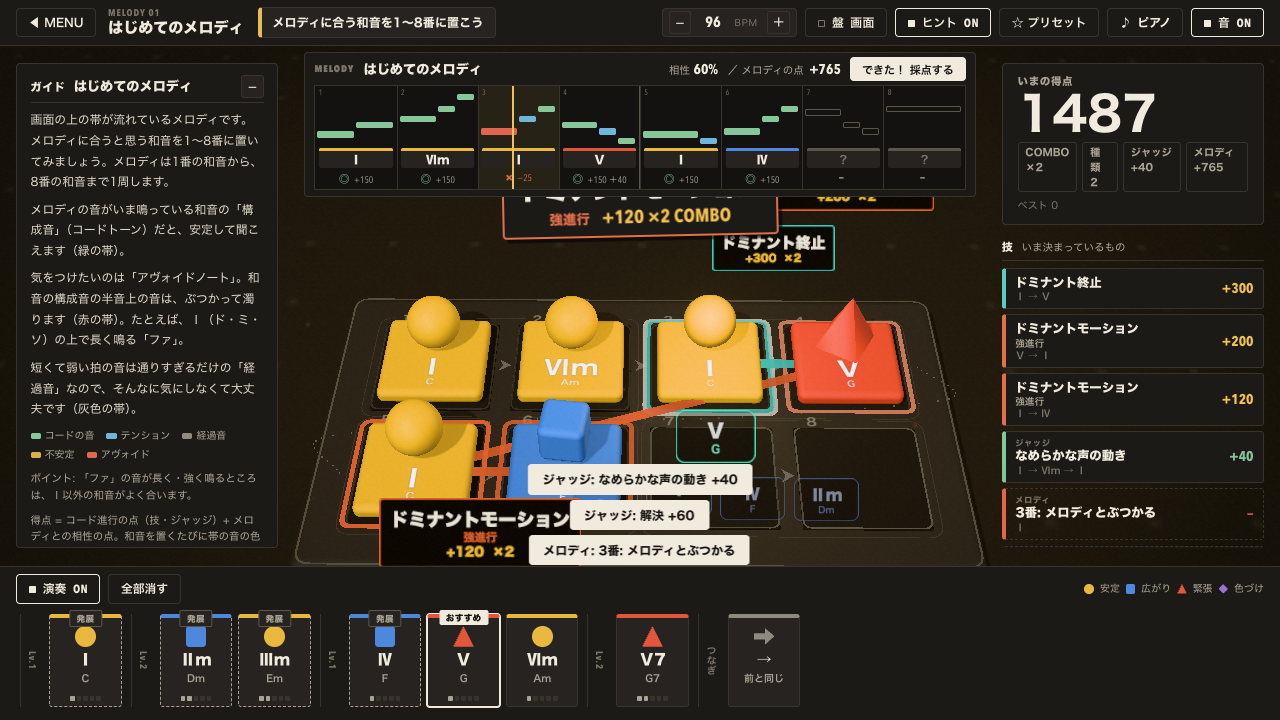 ◀ MENU
MELODY 01
はじめてのメロディ
メロディに合う和音を1〜8番に置こう
− 96 BPM +
盤 画面
ヒント ON
☆ プリセット
♪ ピアノ
音 ON
ガイド はじめてのメロディ
−
画面の上の帯が流れているメロディです。
メロディに合うと思う和音を1〜8番に置い
てみましょう。メロディは1番の和音から、
8番の和音まで1周します。
メロディの音がいま鳴っている和音の「構
成音」（コードトーン）だと、安定して聞こ
えます（緑の帯）。
気をつけたいのは「アヴォイドノート」。和
音の構成音の半音上の音は、ぶつかって濁
ります（赤の帯）。たとえば、Ⅰ（ド・ミ・
ソ）の上で長く鳴る「ファ」。
短くて弱い拍の音は通りすぎるだけの「経
過音」なので、そんなに気にしなくて大丈
夫です（灰色の帯）。
コードの音 テンション 経過音
不安定 アヴォイド
ポイント: 「ファ」の音が長く・強く鳴るところ
は、Ⅰ以外の和音がよく合います。
得点 = コード進行の点（技・ジャッジ）+ メロ
ディとの相性の点。和音を置くたびに帯の音の色
MELODY はじめてのメロディ
相性 60% ／ メロディの点 +765
できた！ 採点する
1 2 3 4 5 6 7 8
Ⅰ Ⅵm Ⅰ Ⅴ Ⅰ Ⅳ ? ?
◎ +150 ◎ +150 × −25 ◎ +150 +40 ◎ +150 ◎ +150 − −
強進行 +120 ×2 COMBO
ドミナント終止
+300 ×2
Ⅰ
C
Ⅵm
Am
Ⅰ
C
Ⅴ
G
Ⅰ
7
8
Ⅴ
G
Ⅳ
F
Ⅱm
Dm
ジャッジ: なめらかな声の動き +40
ジャッジ: 解決 +60
メロディ: 3番: メロディとぶつかる
ドミナントモーション
強進行
+120 ×2
いまの得点
1487
COMBO
×2
種
類
2
ジャッジ
+40
メロディ
+765
ベスト 0
技 いま決まっているもの
ドミナント終止
Ⅰ → Ⅴ
+300
ドミナントモーション
強進行
Ⅴ → Ⅰ
+200
ドミナントモーション
強進行
Ⅰ → Ⅳ
+120
ジャッジ
なめらかな声の動き
Ⅰ → Ⅵm → Ⅰ
+40
メロディ
3番: メロディとぶつかる
Ⅰ
−
演奏 ON
全部消す
安定 広がり 緊張 色づけ
Lv.1
発展
Ⅰ
C
Lv.2
発展
Ⅱm
Dm
発展
Ⅲm
Em
Lv.1
発展
Ⅳ
F
おすすめ
Ⅴ
G
Ⅵm
Am
Lv.2
Ⅴ7
G7
つなぎ
→
前と同じ